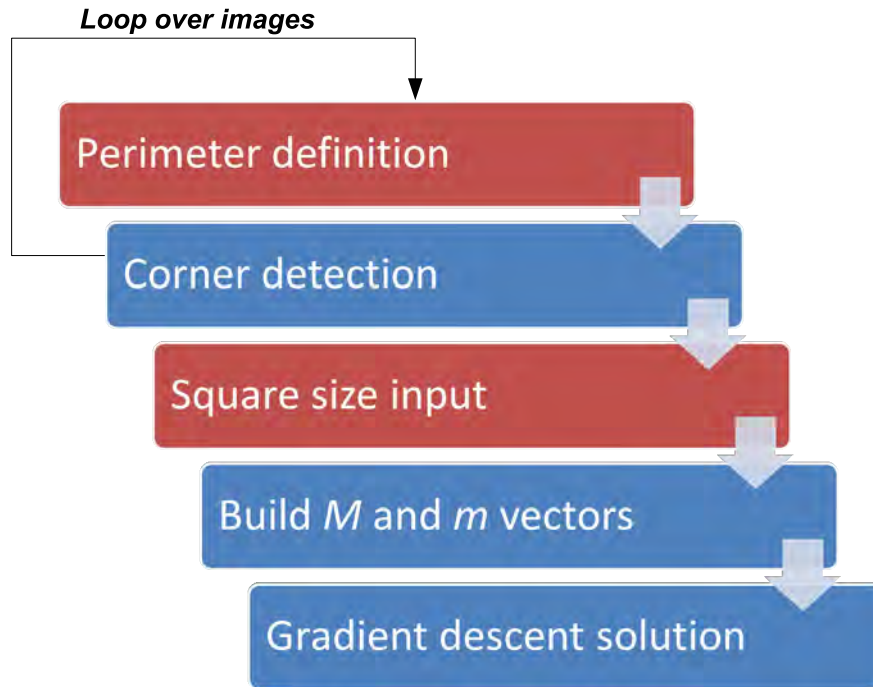 Loop over images
Perimeter definition
Corner detection
Square size input
Build M and m vectors
Gradient descent solution